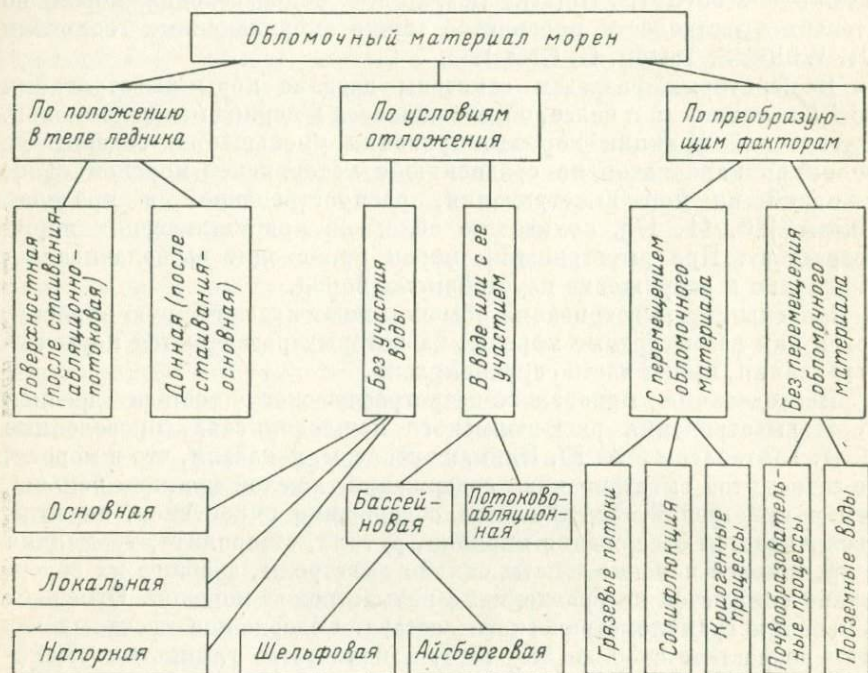 Обломочный материал морен
По положению
в теле ледника
По условиям
отложения
По преобразую-
щим факторам
Поверхностная
(после стаивания-
абляционно-
потоковая)
Донная (после
стаивания-
основная)
Без участия
воды
В воде или с ее
участием
С перемещением
обломочного
материала
Без перемещения
обломочного
материала
Основная
Бассей-
новая
Потоково-
абляцион-
ная
Локальная
Напорная
Шельфовая
Айсберговая
Грязевые потоки
Солифлюкция
Криогенные
процессы
Почвообразователь-
ные процессы
Подземные воды